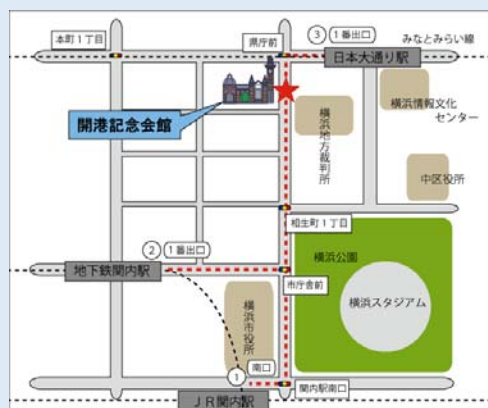 本町1丁目
県庁前
③ 1番出口
みなとみらい線
日本大通り駅
開港記念会館
横浜地方裁判所
横浜情報文化
センター
中区役所
相生町1丁目
② 1番出口
地下鉄関内駅
横浜公園
市庁舎前
横浜スタジアム
横浜市役所
① 南口
関内駅南口
JR関内駅